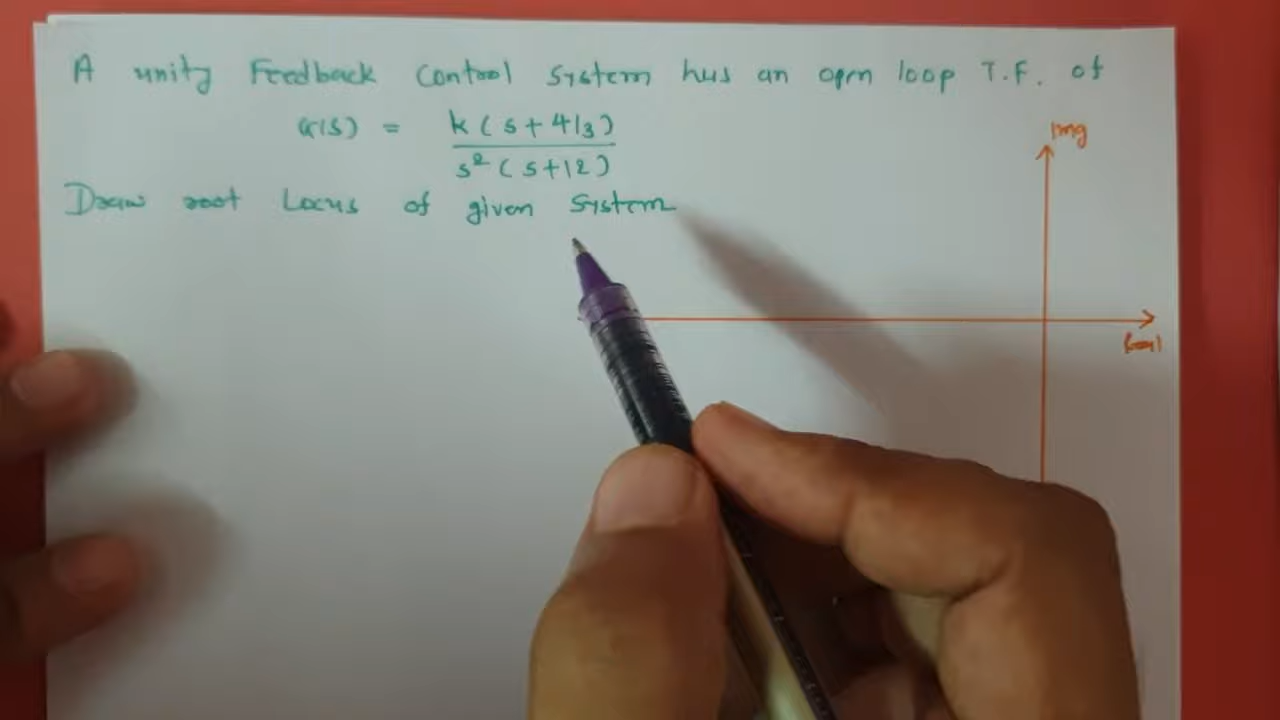 A unity Feedback Control System has an open loop T.F. of
G(s) = k(s+4/3)
s²(s+12)
Draw root Locus of given System
Img
Real